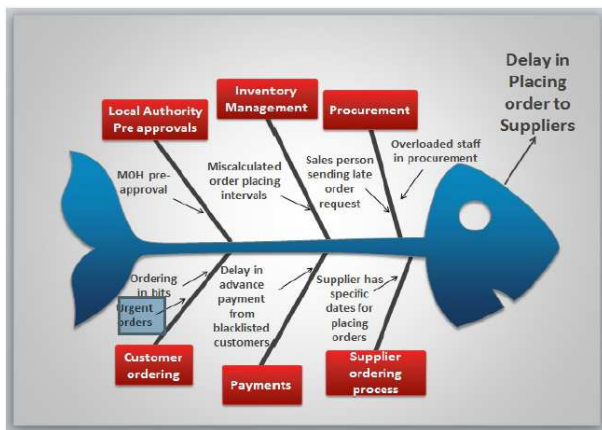 Delay in
Placing
order to
Suppliers
Inventory
Management
Local Authority
Pre approvals
Procurement
Overloaded staff
in procurement
Sales person
sending late
order
request
Miscalculated
order placing
intervals
MOH pre-
approval
Ordering
in bits
Urgent
orders
Delay in
advance
payment
from
blacklisted
customers
Supplier has
specific
dates for
placing
orders
Customer
ordering
Payments
Supplier
ordering
process